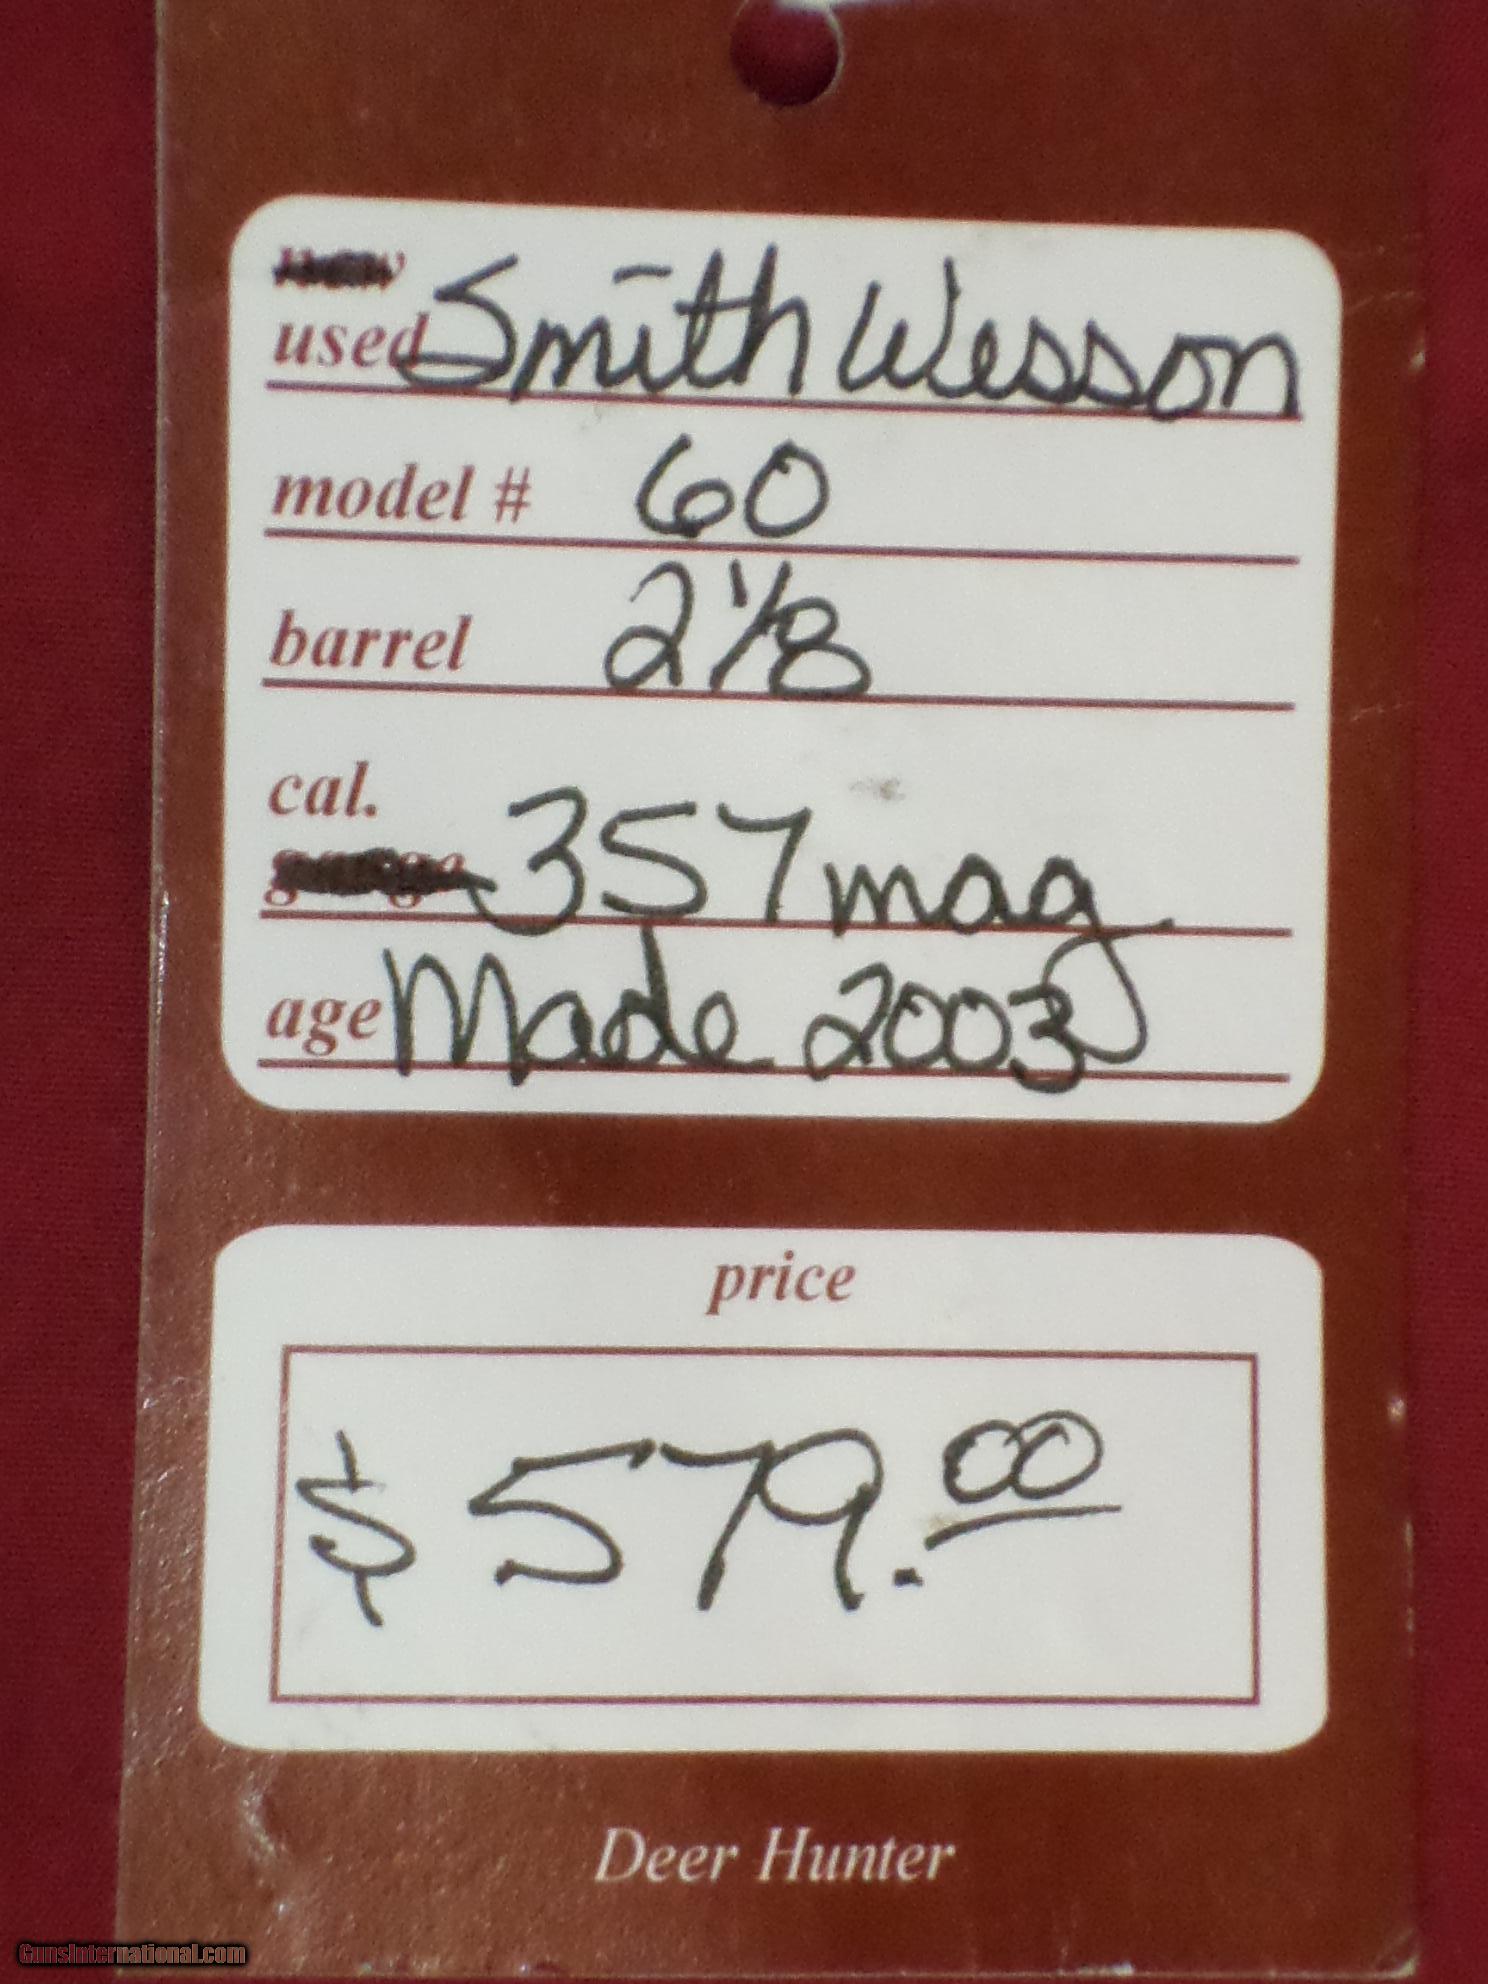 new
used Smith Wesson
model # 60
barrel 2 1/8
cal.
gauge 357 mag
age Made 2003
price
$ 579.00
Deer Hunter
GunsInternational.com